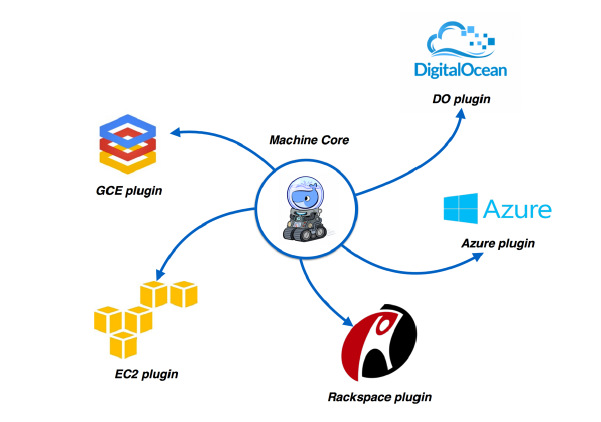 DigitalOcean
DO plugin
Machine Core
GCE plugin
Azure
Azure plugin
EC2 plugin
Rackspace plugin